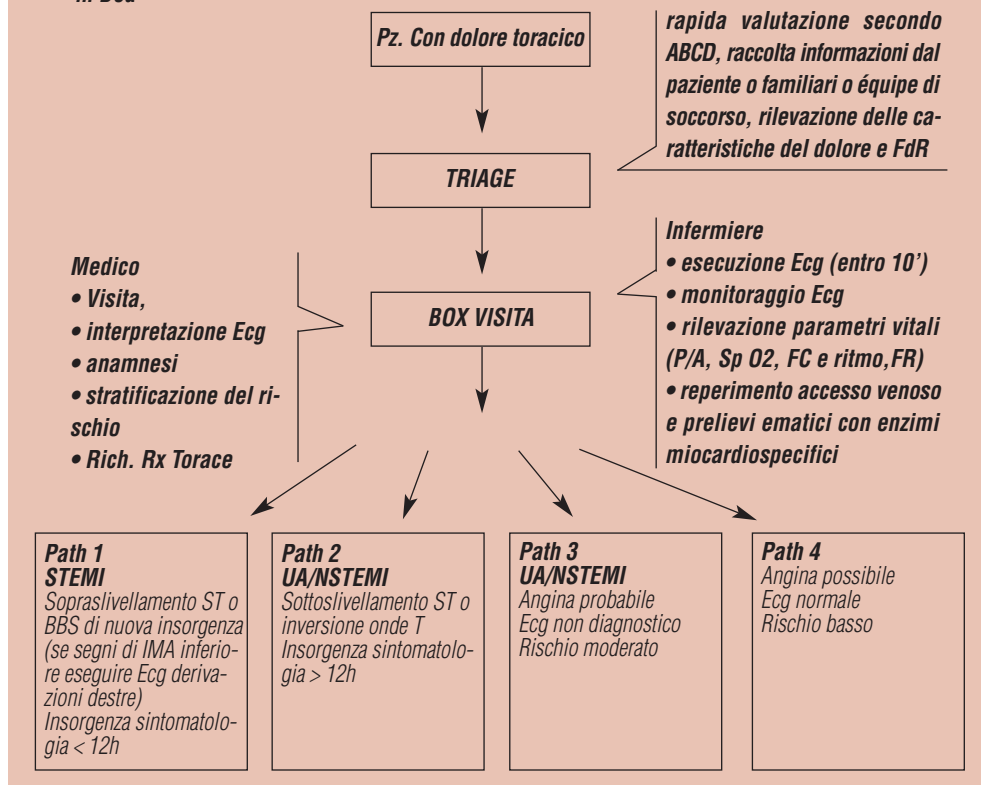 Pz. Con dolore toracico
rapida valutazione secondo
ABCD, raccolta informazioni dal
paziente o familiari o équipe di
soccorso, rilevazione delle ca-
ratteristiche del dolore e FdR
TRIAGE
Medico
• Visita,
• interpretazione Ecg
• anamnesi
• stratificazione del ri-
schio
• Rich. Rx Torace
BOX VISITA
Infermiere
• esecuzione Ecg (entro 10’)
• monitoraggio Ecg
• rilevazione parametri vitali
(P/A, Sp O2, FC e ritmo,FR)
• reperimento accesso venoso
e prelievi ematici con enzimi
miocardiospecifici
Path 1
STEMI
Sopraslivellamento ST o
BBS di nuova insorgenza
(se segni di IMA inferio-
re eseguire Ecg deriva-
zioni destre)
Insorgenza sintomatolo-
gia < 12h
Path 2
UA/NSTEMI
Sottoslivellamento ST o
inversione onde T
Insorgenza sintomatolo-
gia > 12h
Path 3
UA/NSTEMI
Angina probabile
Ecg non diagnostico
Rischio moderato
Path 4
Angina possibile
Ecg normale
Rischio basso